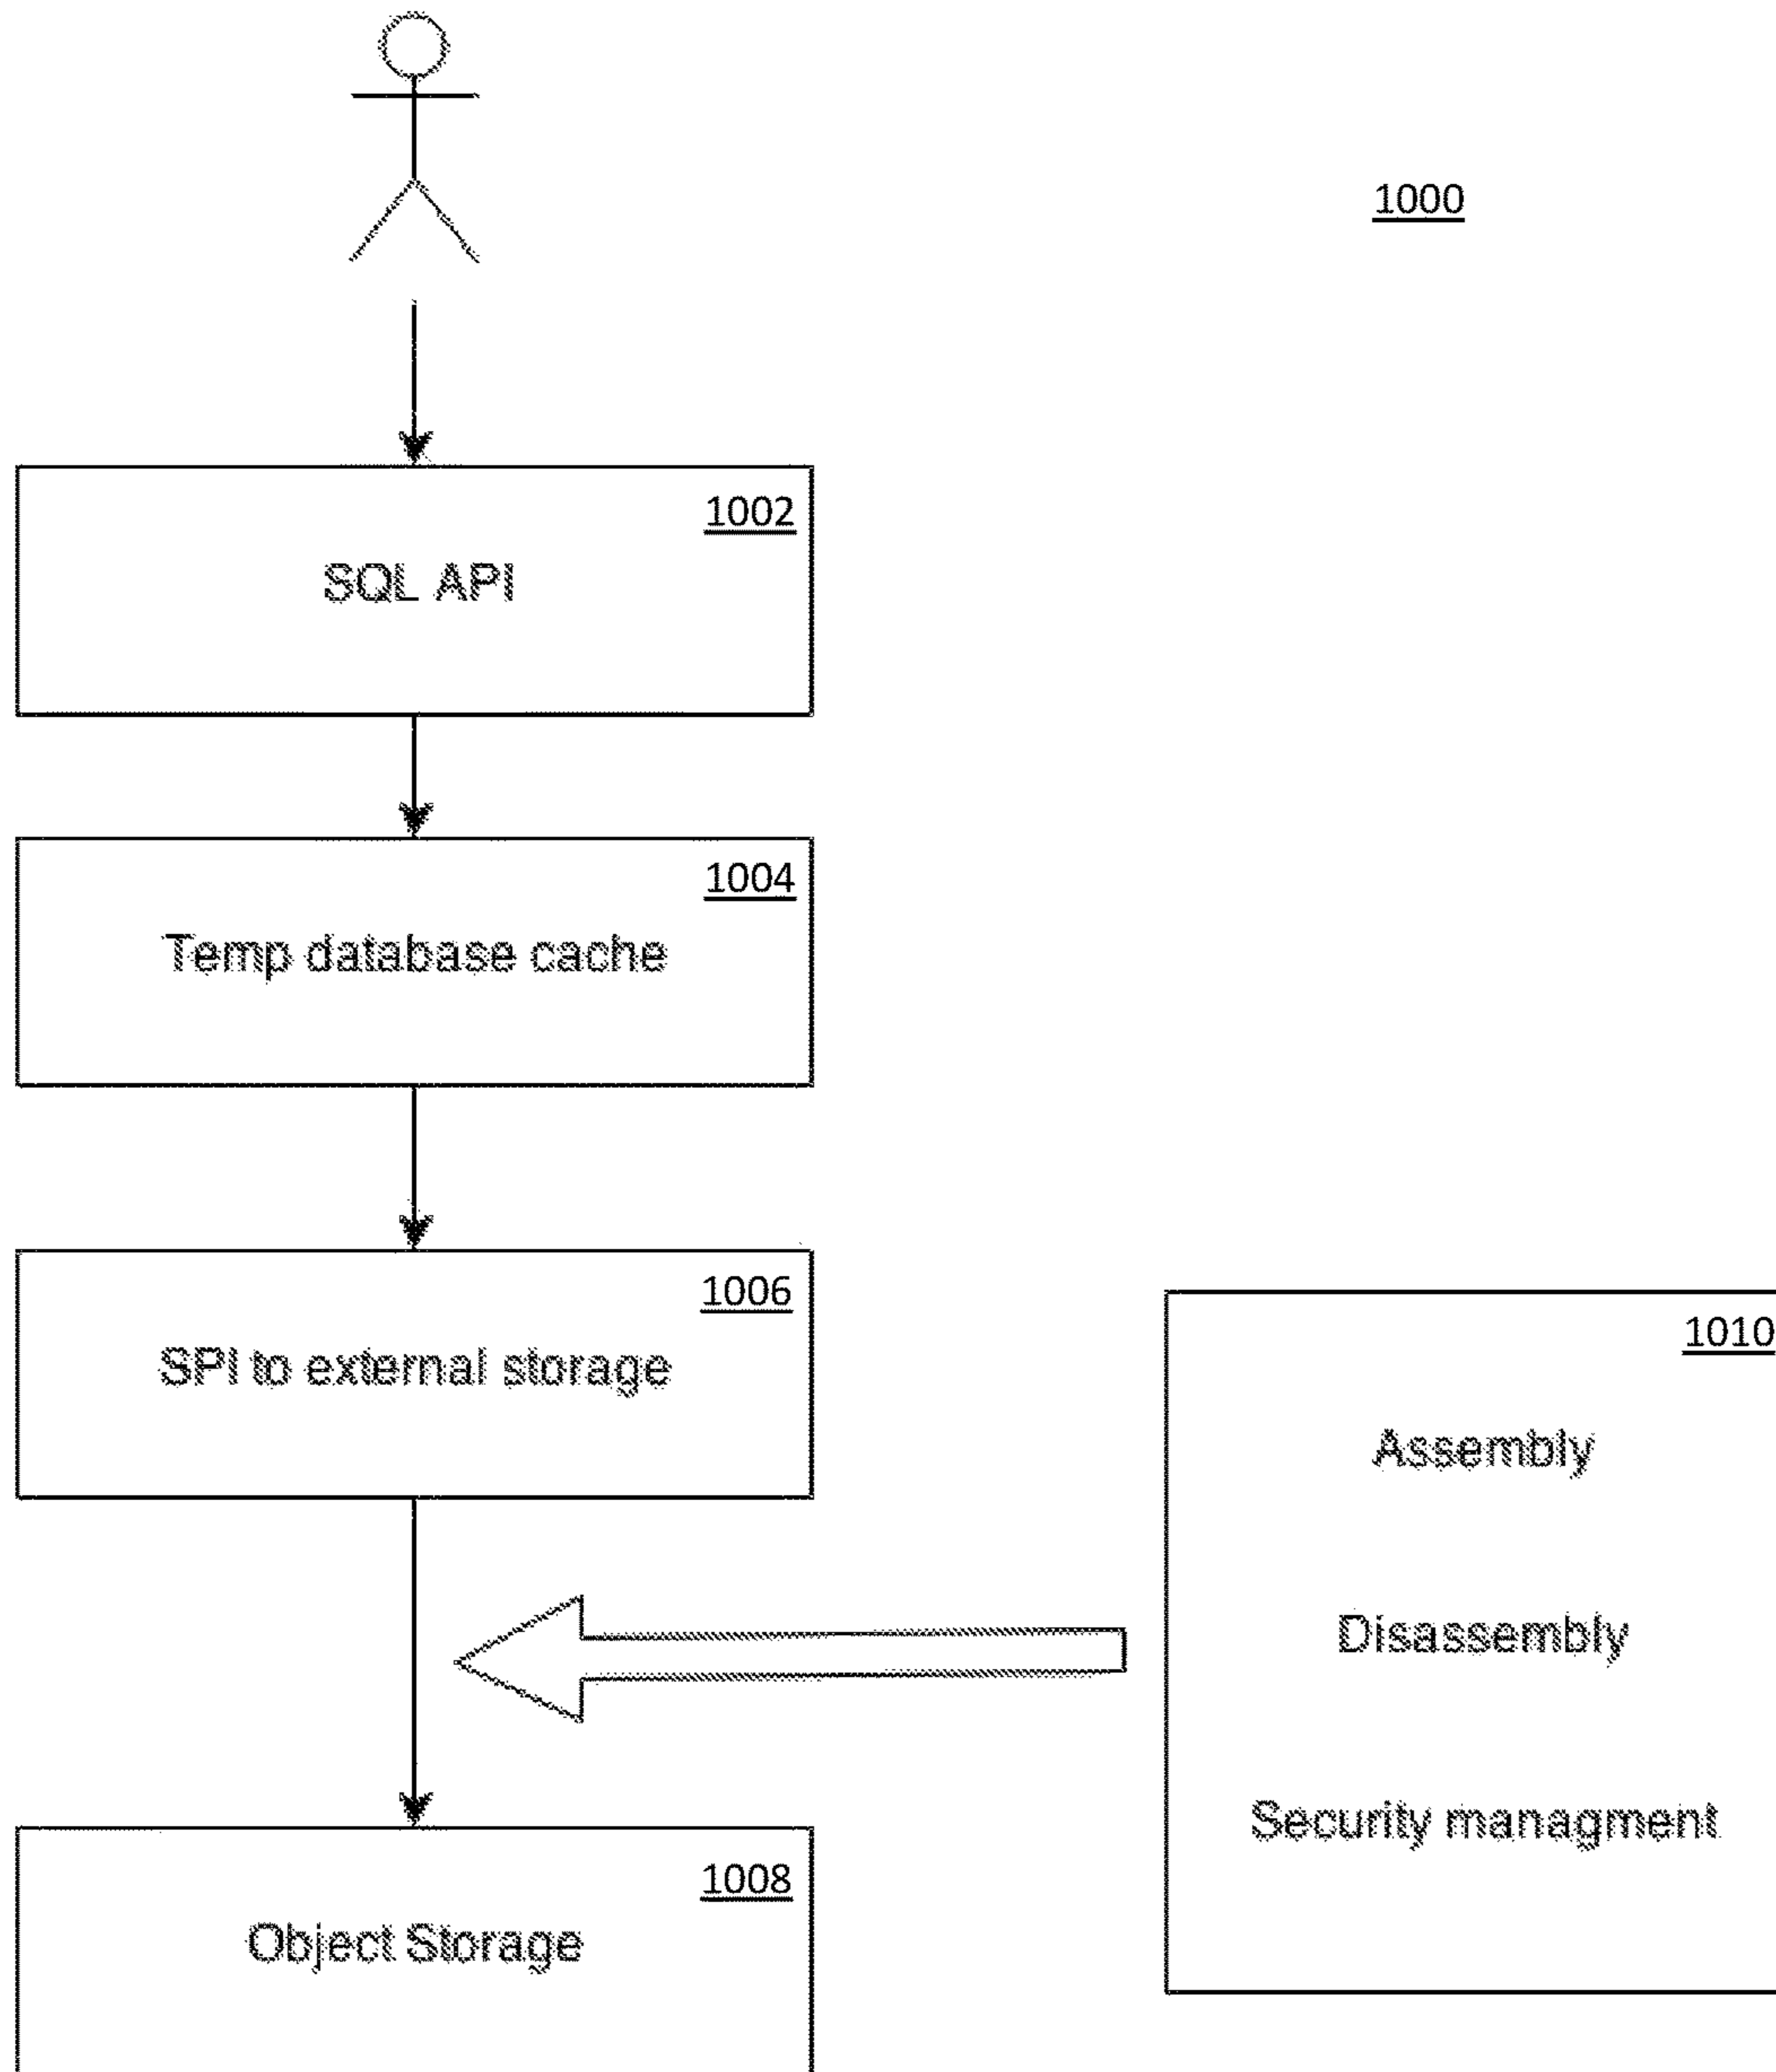 1000
1002
SQL API
1004
Temp database cache
1006
SPI to external storage
1010
Assembly
Disassembly
Security managment
1008
Object Storage